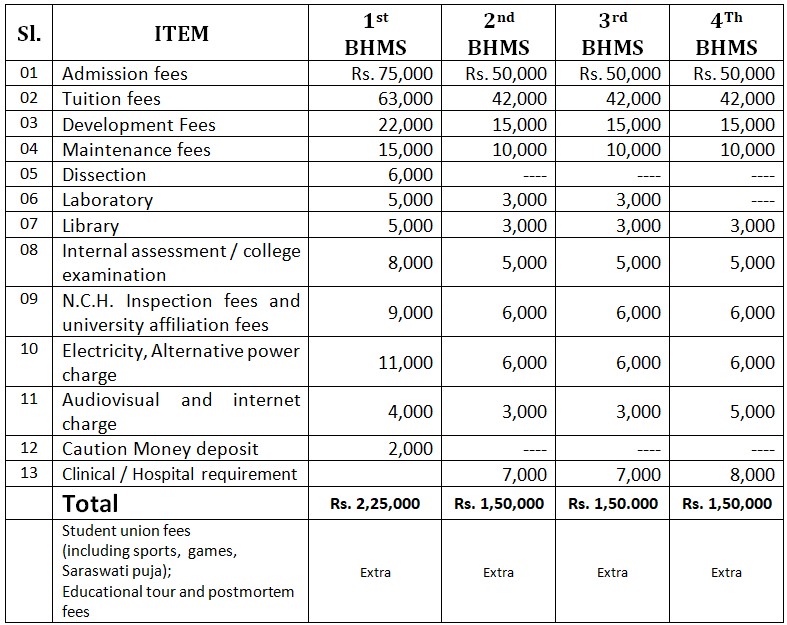 Sl. ITEM 1st BHMS 2nd BHMS 3rd BHMS 4Th BHMS
01 Admission fees Rs. 75,000 Rs. 50,000 Rs. 50,000 Rs. 50,000
02 Tuition fees 63,000 42,000 42,000 42,000
03 Development Fees 22,000 15,000 15,000 15,000
04 Maintenance fees 15,000 10,000 10,000 10,000
05 Dissection 6,000 ---- ---- ----
06 Laboratory 5,000 3,000 3,000 ----
07 Library 5,000 3,000 3,000 3,000
08 Internal assessment / college
examination 8,000 5,000 5,000 5,000
09 N.C.H. Inspection fees and
university affiliation fees 9,000 6,000 6,000 6,000
10 Electricity, Alternative power
charge 11,000 6,000 6,000 6,000
11 Audiovisual and internet
charge 4,000 3,000 3,000 5,000
12 Caution Money deposit 2,000 ---- ---- ----
13 Clinical / Hospital requirement 7,000 7,000 8,000
Total Rs. 2,25,000 Rs. 1,50,000 Rs. 1,50.000 Rs. 1,50,000
Student union fees
(including sports, games,
Saraswati puja);
Educational tour and postmortem
fees
Extra Extra Extra Extra